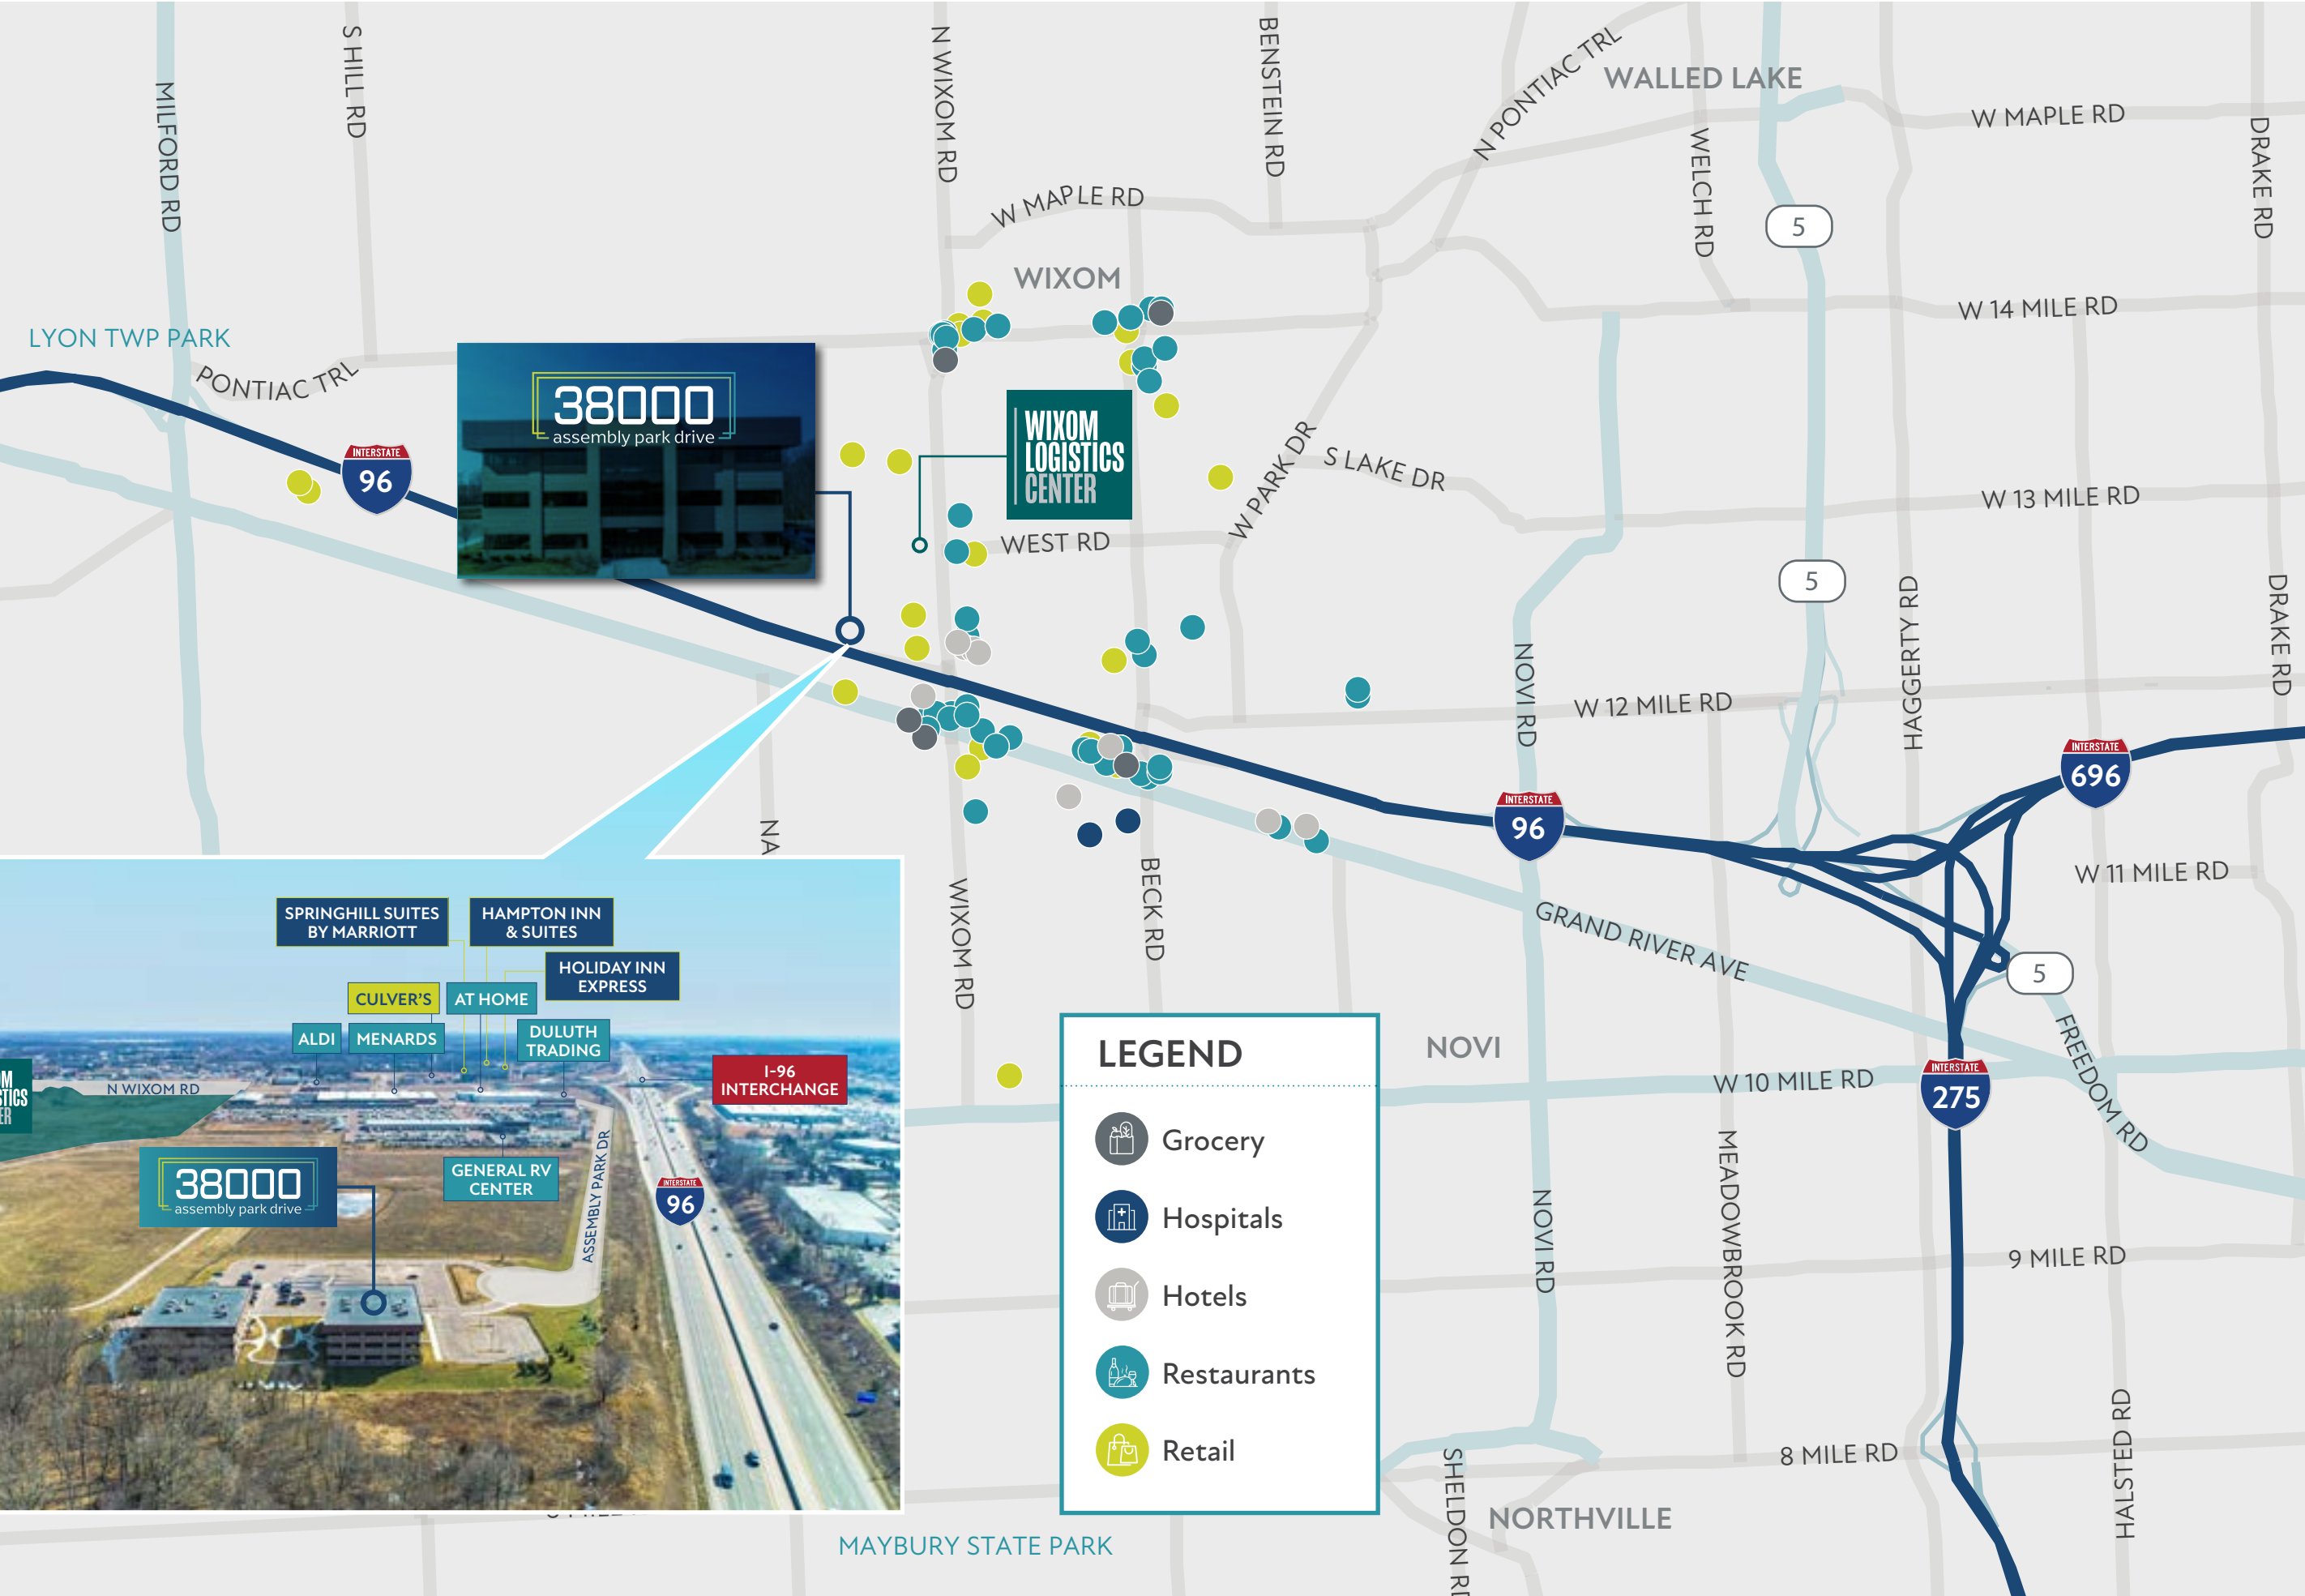 S HILL RD
N WIXOM RD
BENSTEIN RD
N PONTIAC TRL
WALLED LAKE
MILFORD RD
W MAPLE RD
DRAKE RD
WELCH RD
W MAPLE RD
5
WIXOM
W 14 MILE RD
LYON TWP PARK
PONTIAC TRL
38000
assembly park drive
WIXOM
LOGISTICS
CENTER
W PARK DR
S LAKE DR
INTERSTATE
96
W 13 MILE RD
WEST RD
5
HAGGERTY RD
DRAKE RD
NOVI RD
W 12 MILE RD
INTERSTATE
696
INTERSTATE
96
NA
BECK RD
WIXOM RD
W 11 MILE RD
GRAND RIVER AVE
5
SPRINGHILL SUITES
BY MARRIOTT
HAMPTON INN
& SUITES
HOLIDAY INN
EXPRESS
CULVER'S
AT HOME
ALDI
MENARDS
DULUTH
TRADING
I-96
INTERCHANGE
N WIXOM RD
OM
STICS
ER
38000
assembly park drive
GENERAL RV
CENTER
ASSEMBLY PARK DR
INTERSTATE
96
NOVI
W 10 MILE RD
INTERSTATE
275
FREEDOM RD
LEGEND
Grocery
Hospitals
Hotels
Restaurants
Retail
MEADOWBROOK RD
NOVI RD
9 MILE RD
8 MILE RD
HALSTED RD
SHELDON RD
NORTHVILLE
MAYBURY STATE PARK